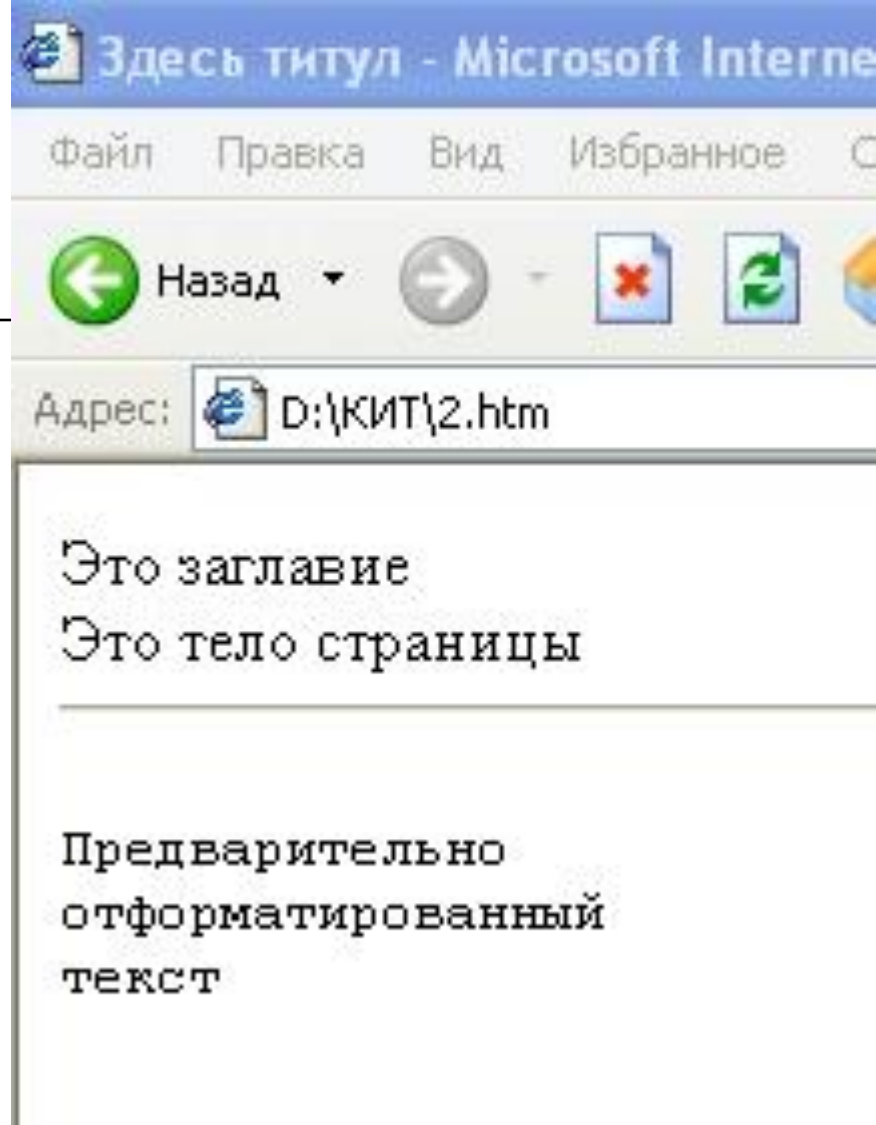 Здесь титул - Microsoft Interne
Файл Правка Вид Избранное С
Назад
Адрес: D:\КИТ\2.htm
Это заглавие
Это тело страницы
Предварительно
отформатированный
текст